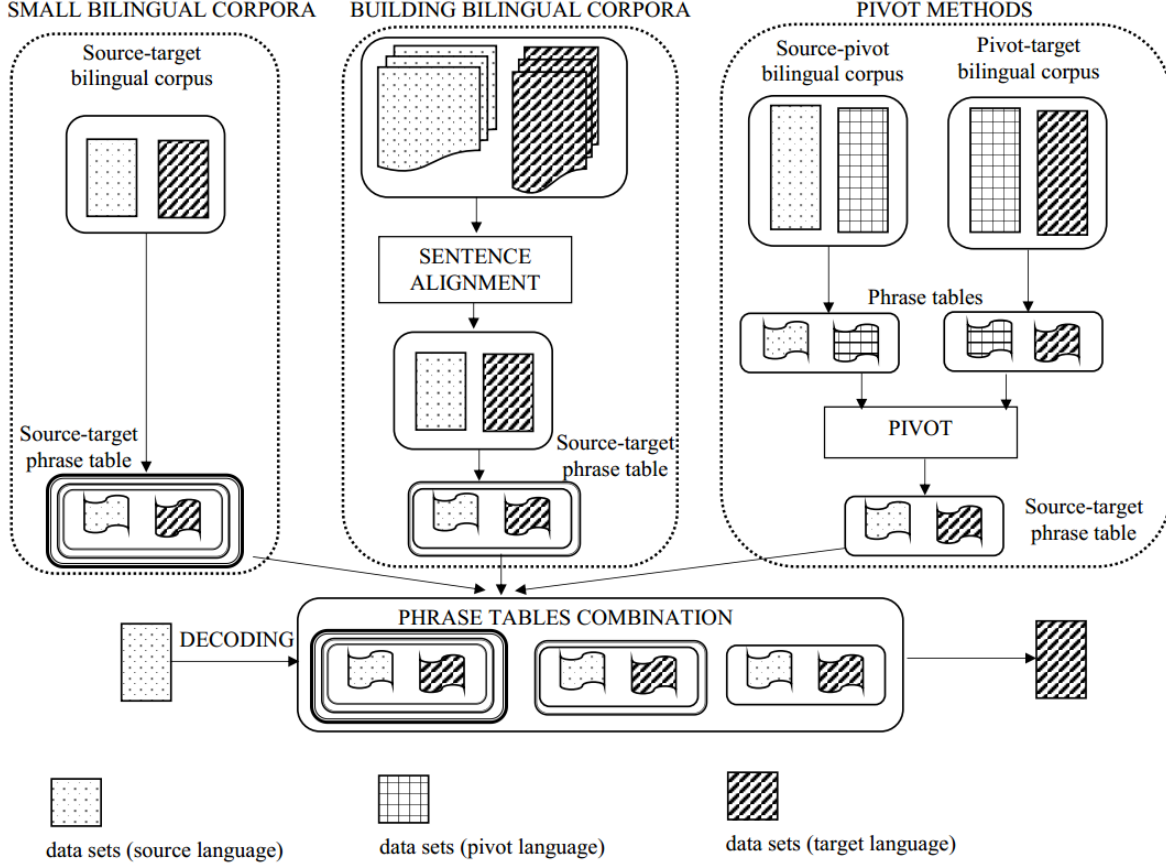 SMALL BILINGUAL CORPORA
BUILDING BILINGUAL CORPORA
PIVOT METHODS
Source-target
bilingual corpus
Source-pivot
bilingual corpus
Pivot-target
bilingual corpus
SENTENCE
ALIGNMENT
Phrase tables
PIVOT
Source-target
phrase table
Source-target
phrase table
Source-target
phrase table
PHRASE TABLES COMBINATION
DECODING
data sets (source language)
data sets (pivot language)
data sets (target language)